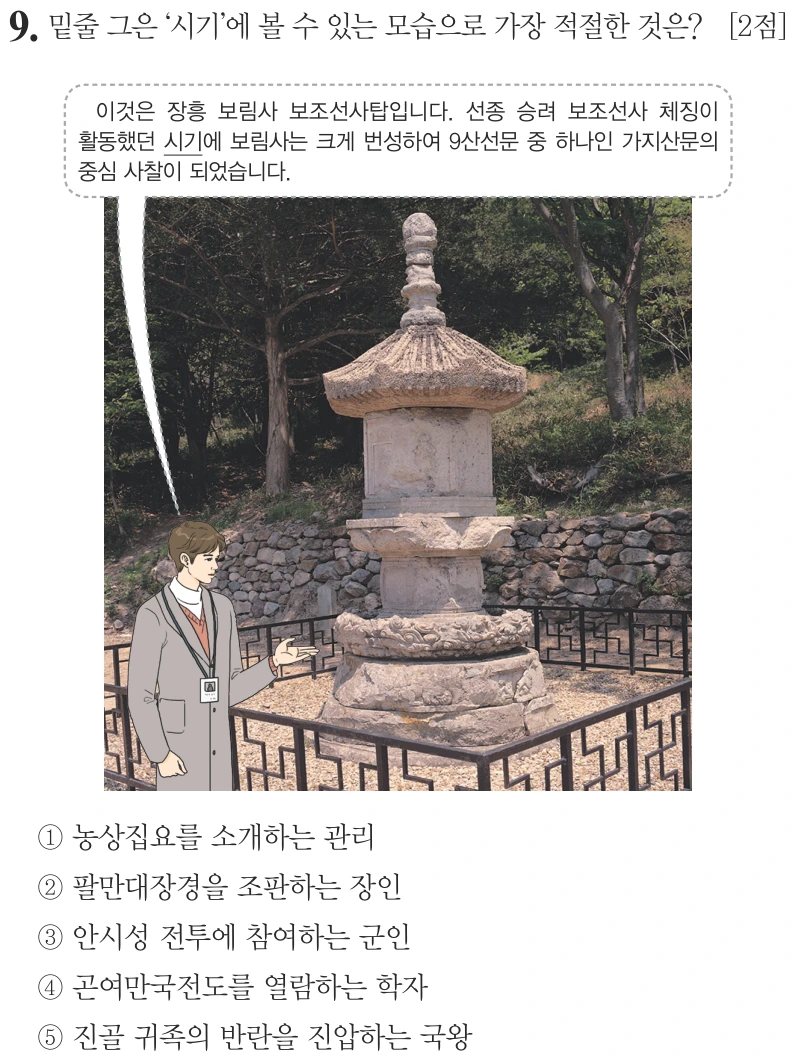 9. 밑줄 그은 ‘시기’에 볼 수 있는 모습으로 가장 적절한 것은? [2점]
이것은 장흥 보림사 보조선사탑입니다. 선종 승려 보조선사 체징이
활동했던 시기에 보림사는 크게 번성하여 9산선문 중 하나인 가지산문의
중심 사찰이 되었습니다.
① 농상집요를 소개하는 관리
② 팔만대장경을 조판하는 장인
③ 안시성 전투에 참여하는 군인
④ 곤여만국전도를 열람하는 학자
⑤ 진골 귀족의 반란을 진압하는 국왕